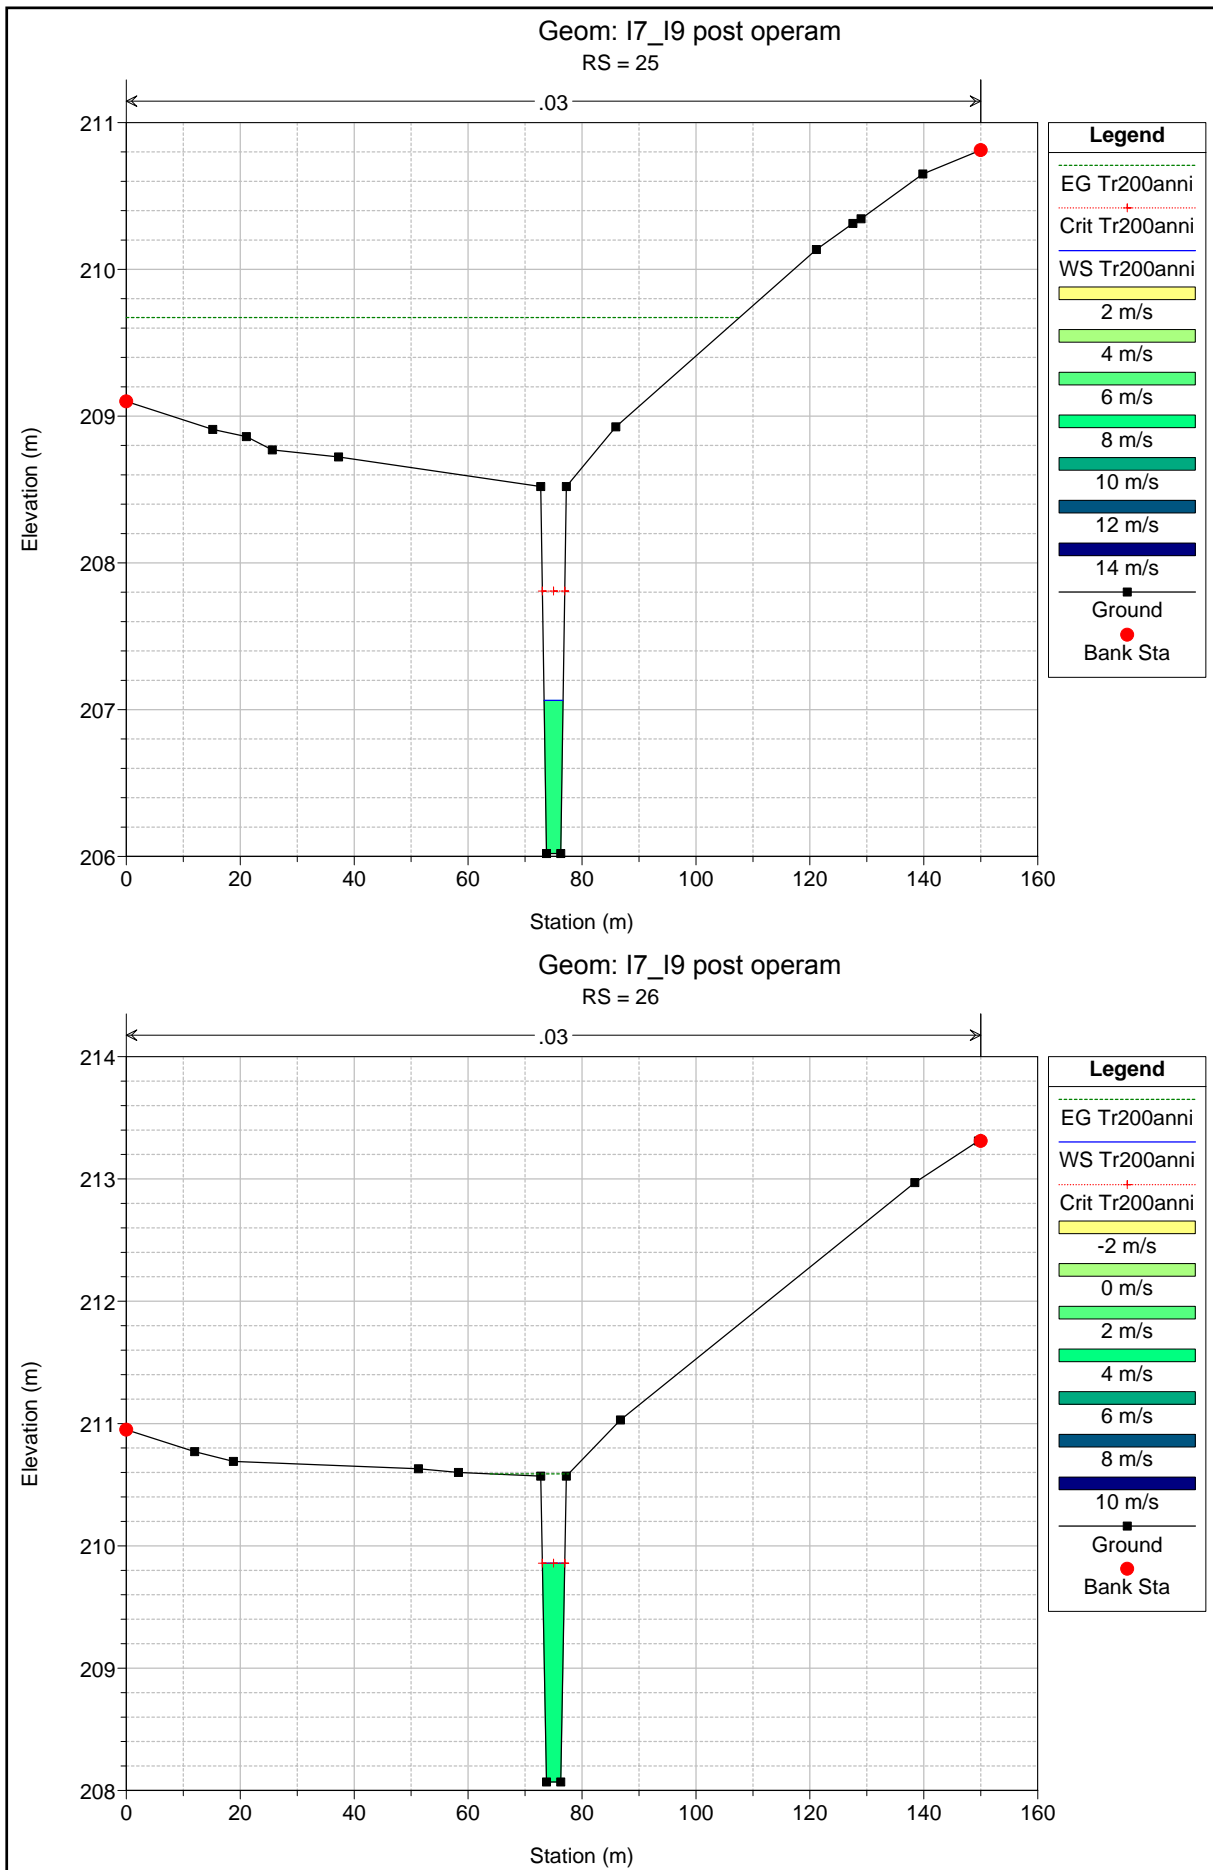 Geom: I7_I9 post operam
RS = 25
.03
211
210
209
208
207
206
Elevation (m)
0 20 40 60 80 100 120 140 160
Station (m)
Legend
EG Tr200anni
Crit Tr200anni
WS Tr200anni
2 m/s
4 m/s
6 m/s
8 m/s
10 m/s
12 m/s
14 m/s
Ground
Bank Sta
Geom: I7_I9 post operam
RS = 26
.03
214
213
212
211
210
209
208
Elevation (m)
0 20 40 60 80 100 120 140 160
Station (m)
Legend
EG Tr200anni
WS Tr200anni
Crit Tr200anni
-2 m/s
0 m/s
2 m/s
4 m/s
6 m/s
8 m/s
10 m/s
Ground
Bank Sta